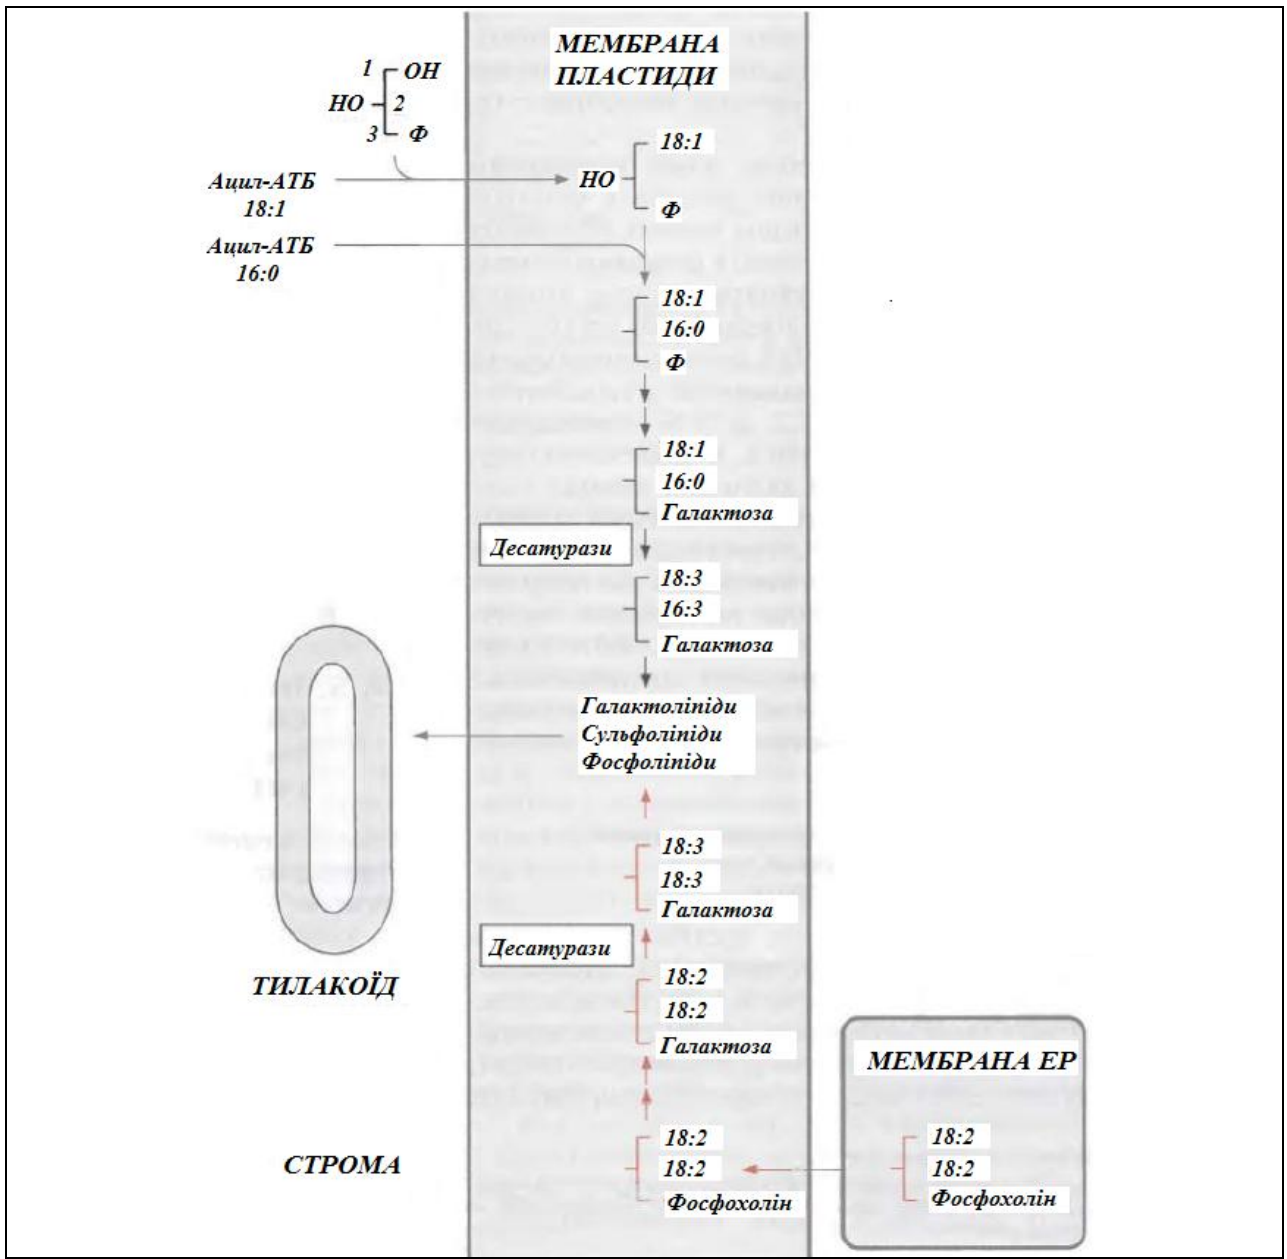 МЕМБРАНА
ПЛАСТИДИ
1 ОН
НО 2
3 Ф
18:1
НО
Ф
Ацил-АТБ
18:1
Ацил-АТБ
16:0
18:1
16:0
Ф
18:1
16:0
Галактоза
Десатурази
18:3
16:3
Галактоза
Галактоліпіди
Сульфоліпіди
Фосфоліпіди
18:3
18:3
Галактоза
Десатурази
18:2
18:2
Галактоза
ТИЛАКОЇД
МЕМБРАНА ЕР
18:2
18:2
Фосфохолін
СТРОМА
18:2
18:2
Фосфохолін